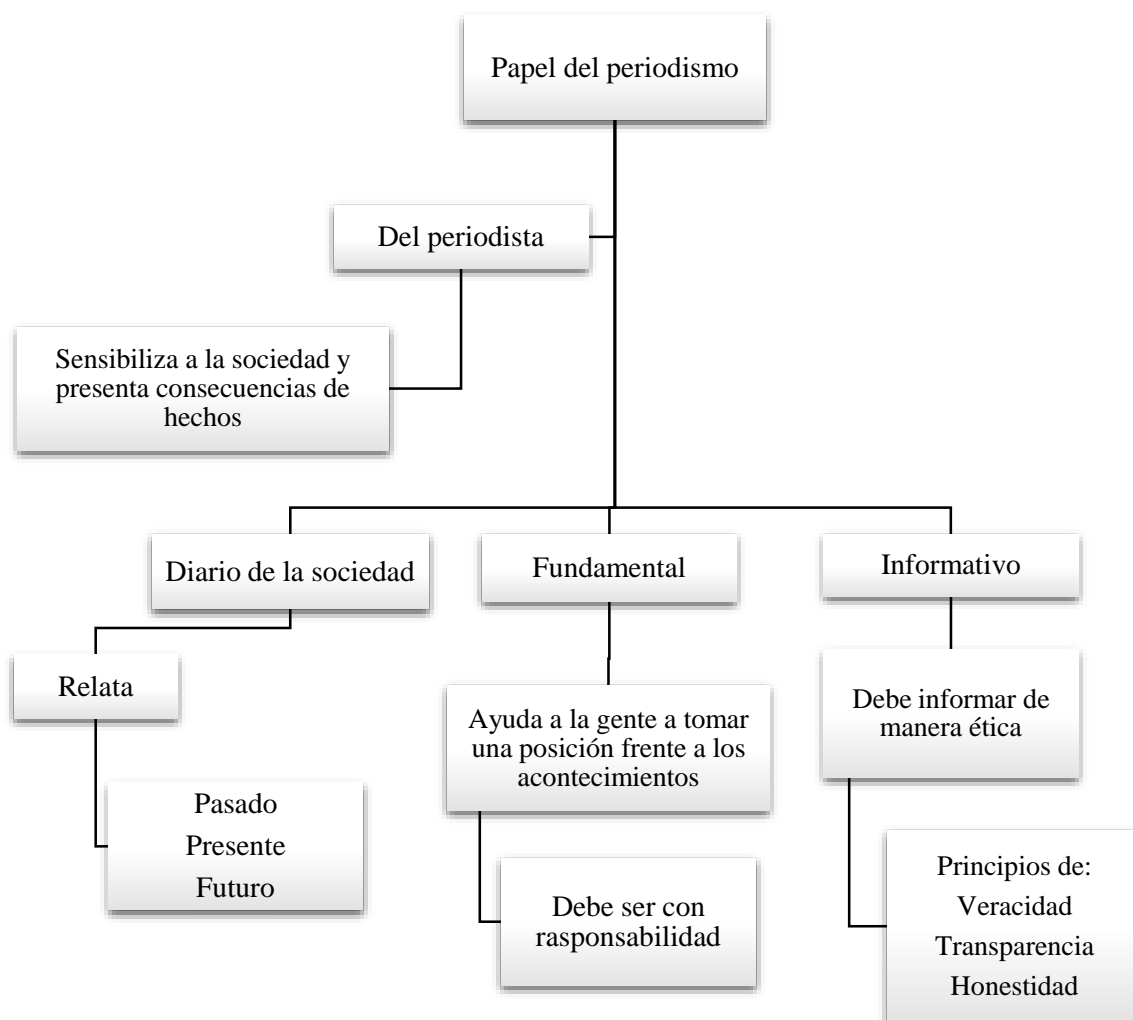 Papel del periodismo
Del periodista
Sensibiliza a la sociedad y
presenta consecuencias de
hechos
Diario de la sociedad
Fundamental
Informativo
Relata
Ayuda a la gente a tomar
una posición frente a los
acontecimientos
Debe informar de
manera ética
Pasado
Presente
Futuro
Debe ser con
rasponsabilidad
Principios de:
Veracidad
Transparencia
Honestidad